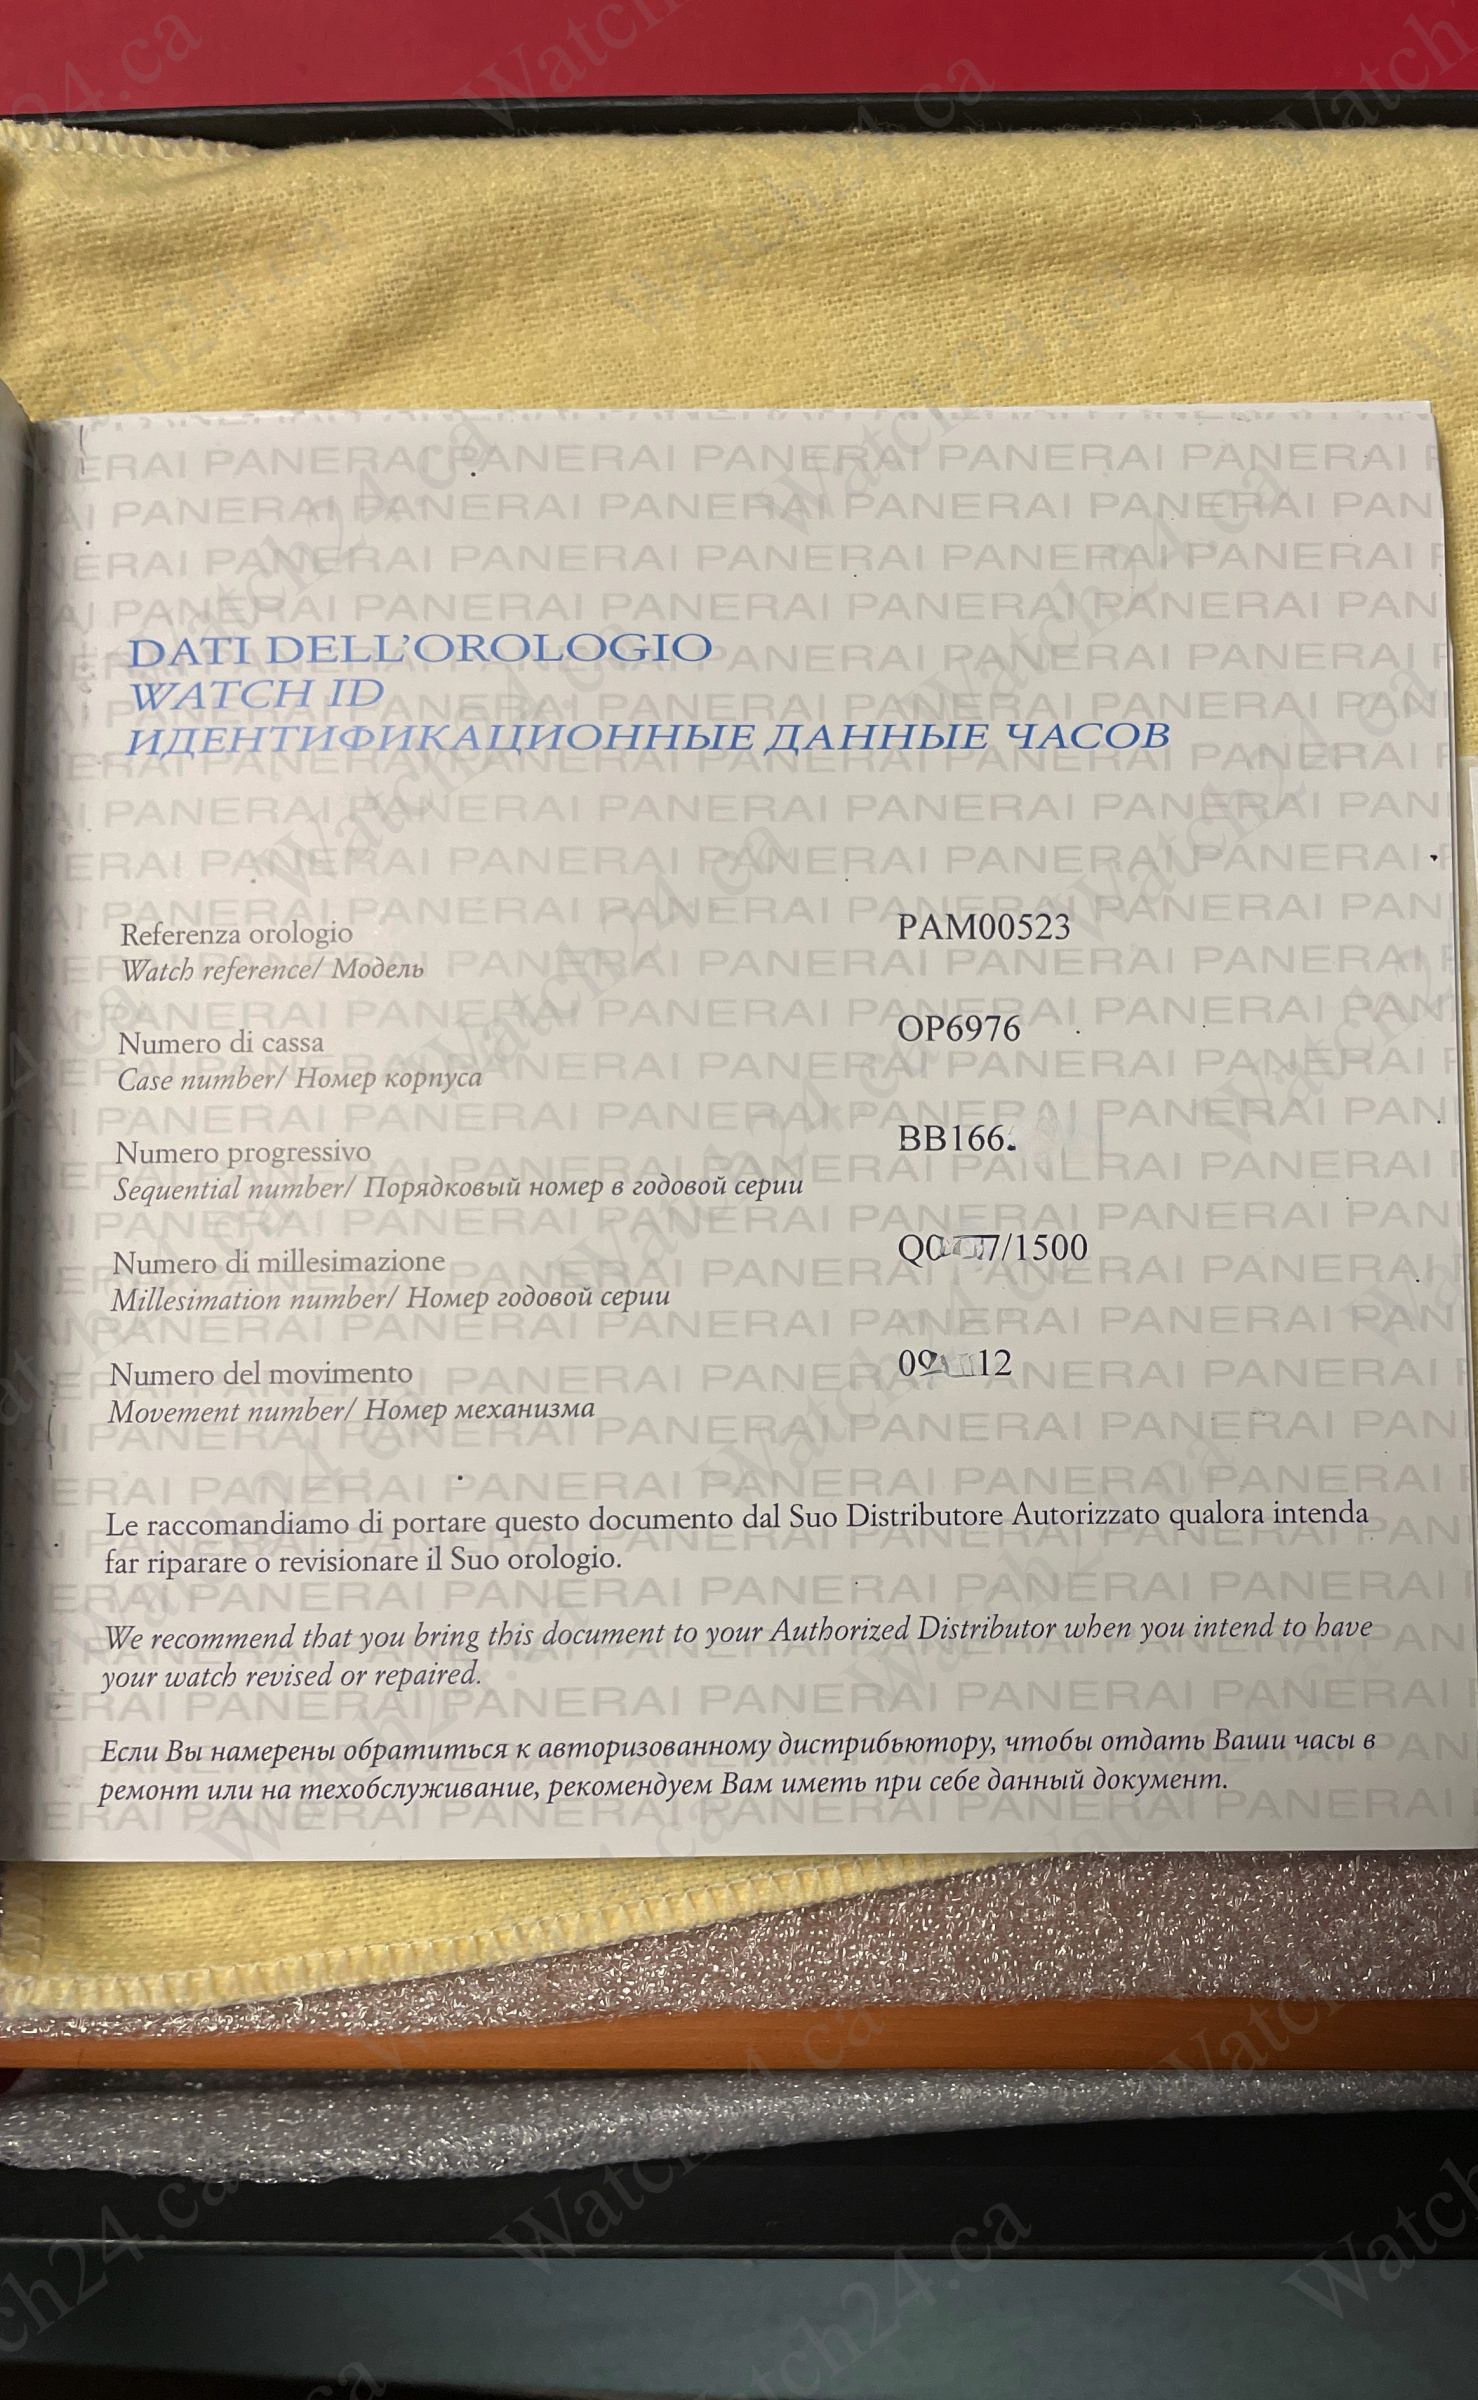 DATI DELL'OROLOGIO
WATCH ID
ИДЕНТИФИКАЦИОННЫЕ ДАННЫЕ ЧАСОВ
Referenza orologio PAM00523
Watch reference/ Модель
Numero di cassa OP6976
Case number/ Номер корпуса
Numero progressivo
Sequential number/ Порядковый номер в годовой серии
Numero di millesimazione
Millesimation number/ Номер годовой серии
Numero del movimento
Movement number/ Номер механизма
Le raccomandiamo di portare questo documento dal Suo Distributore Autorizzato qualora intenda
far riparare o revisionare il Suo orologio.
We recommend that you bring this document to your Authorized Distributor when you intend to have
your watch revised or repaired.
Если Вы намерены обратиться к авторизованному дистрибьютору, чтобы отдать Ваши часы в
ремонт или на техобслуживание, рекомендуем Вам иметь при себе данный документ.
PANERAI
Watch24.ca